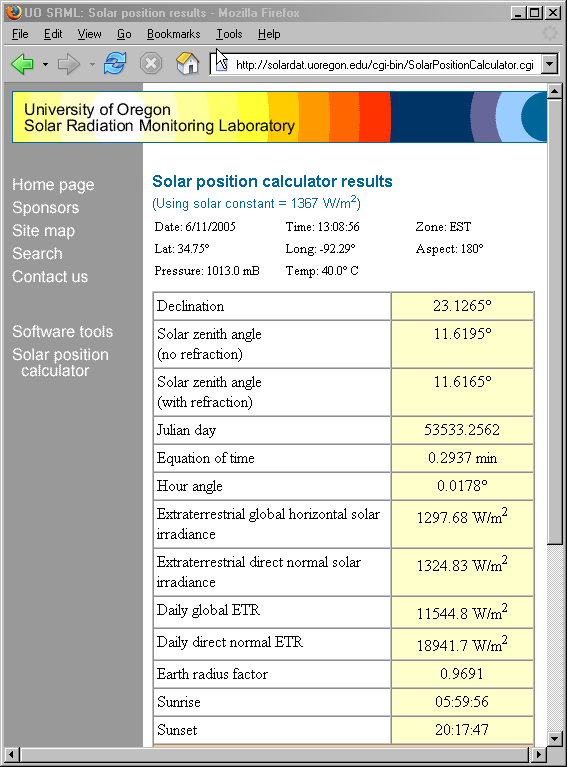 UO SRML: Solar position results - Mozilla Firefox
File Edit View Go Bookmarks Tools Help
http://solardat.uoregon.edu/cgi-bin/SolarPositionCalculator.cgi
University of Oregon
Solar Radiation Monitoring Laboratory
Home page
Sponsors
Site map
Search
Contact us
Software tools
Solar position
calculator
Solar position calculator results
(Using solar constant = 1367 W/m²)
Date: 6/11/2005 Time: 13:08:56 Zone: EST
Lat: 34.75° Long: -92.29° Aspect: 180°
Pressure: 1013.0 mB Temp: 40.0° C
Declination 23.1265°
Solar zenith angle 11.6195°
(no refraction)
Solar zenith angle 11.6165°
(with refraction)
Julian day 53533.2562
Equation of time 0.2937 min
Hour angle 0.0178°
Extraterrestrial global horizontal solar 1297.68 W/m²
irradiance
Extraterrestrial direct normal solar 1324.83 W/m²
irradiance
Daily global ETR 11544.8 W/m²
Daily direct normal ETR 18941.7 W/m²
Earth radius factor 0.9691
Sunrise 05:59:56
Sunset 20:17:47